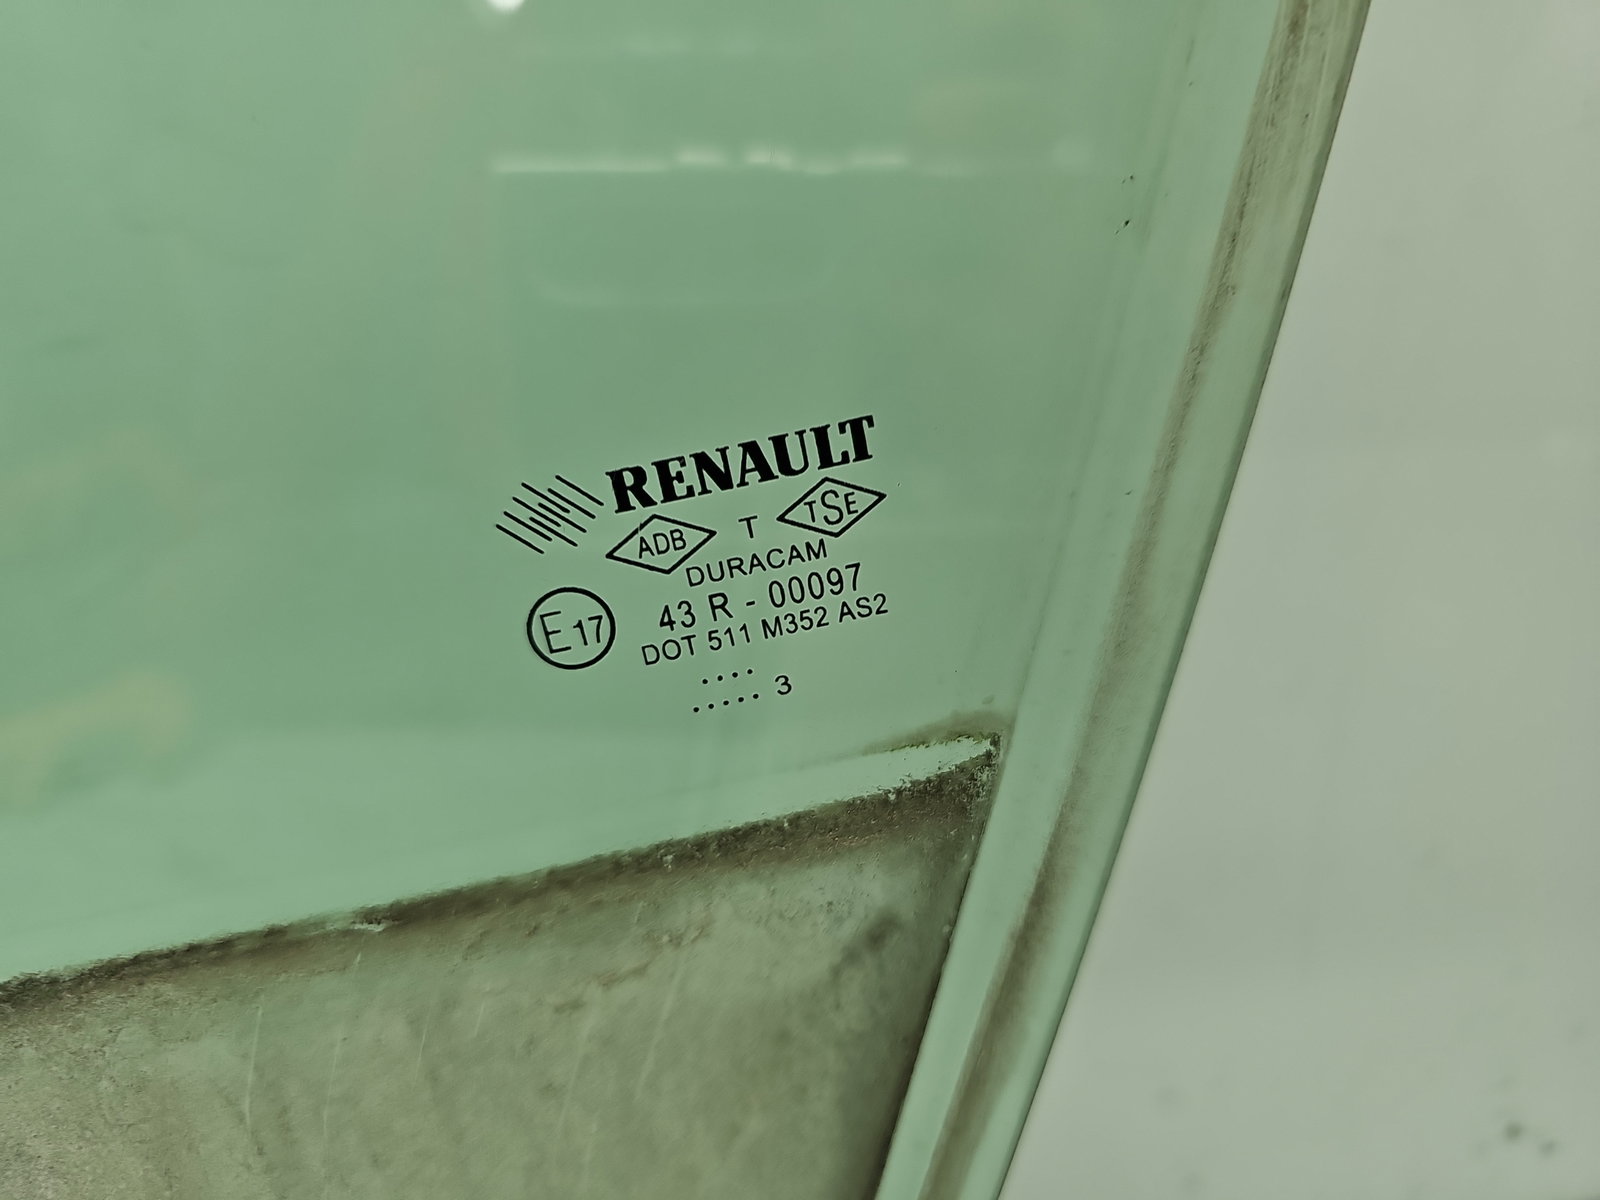 RENAULT
ADB T TSE
DURACAM
E17 43 R - 00097
DOT 511 M352 AS2
....
..... 3